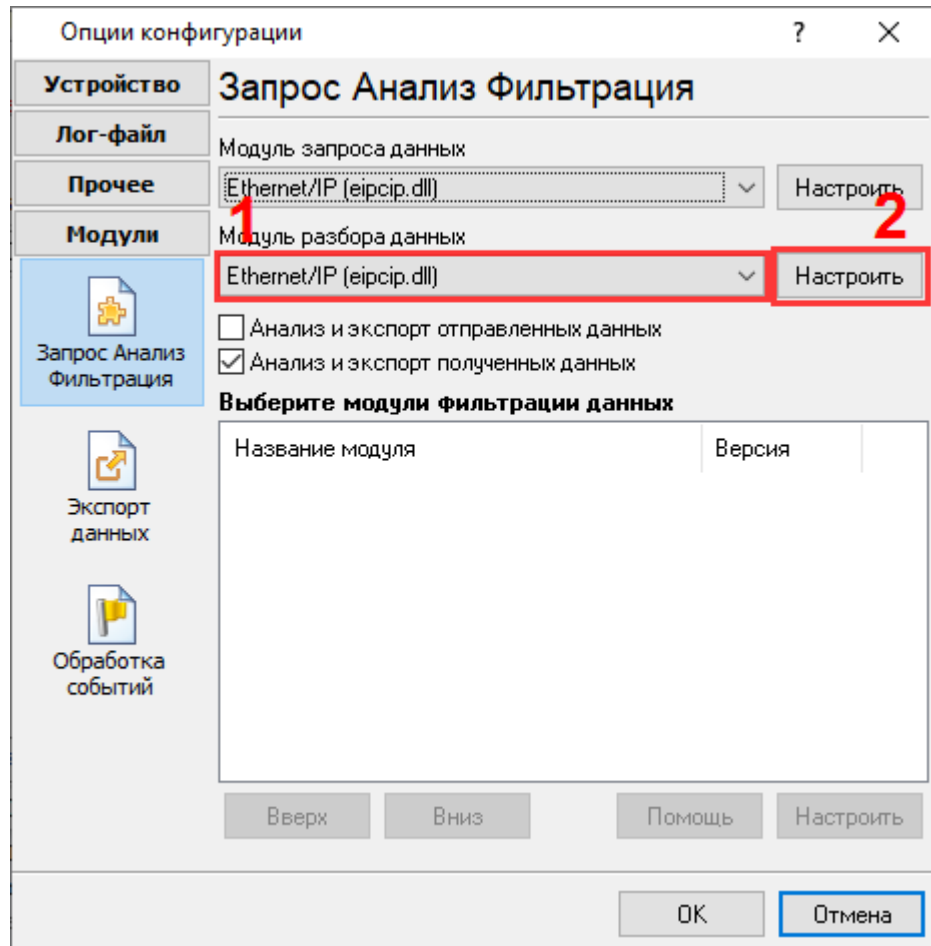 Опции конфигурации ?
Устройство
Лог-файл
Прочее
Модули
Запрос Анализ
Фильтрация
Экспорт
данных
Обработка
событий
Запрос Анализ Фильтрация
Модуль запроса данных
Ethernet/IP (eipcip.dll) Настроить
1 2
Модуль разбора данных
Ethernet/IP (eipcip.dll) Настроить
Анализ и экспорт отправленных данных
Анализ и экспорт полученных данных
Выберите модули фильтрации данных
Название модуля Версия
Вверх Вниз Помощь Настроить
OK Отмена